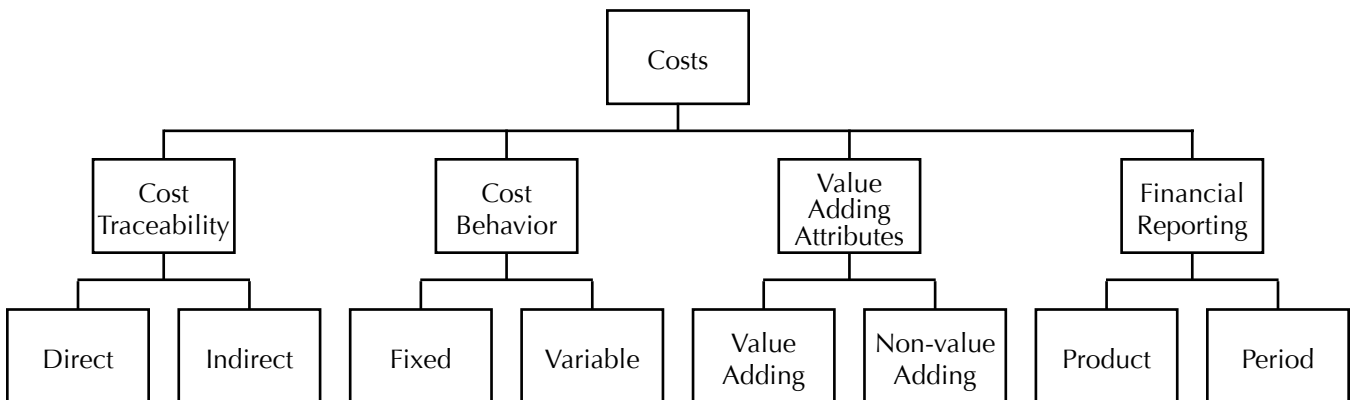 Costs
Cost
Traceability
Cost
Behavior
Value
Adding
Attributes
Financial
Reporting
Direct
Indirect
Fixed
Variable
Value
Adding
Non-value
Adding
Product
Period